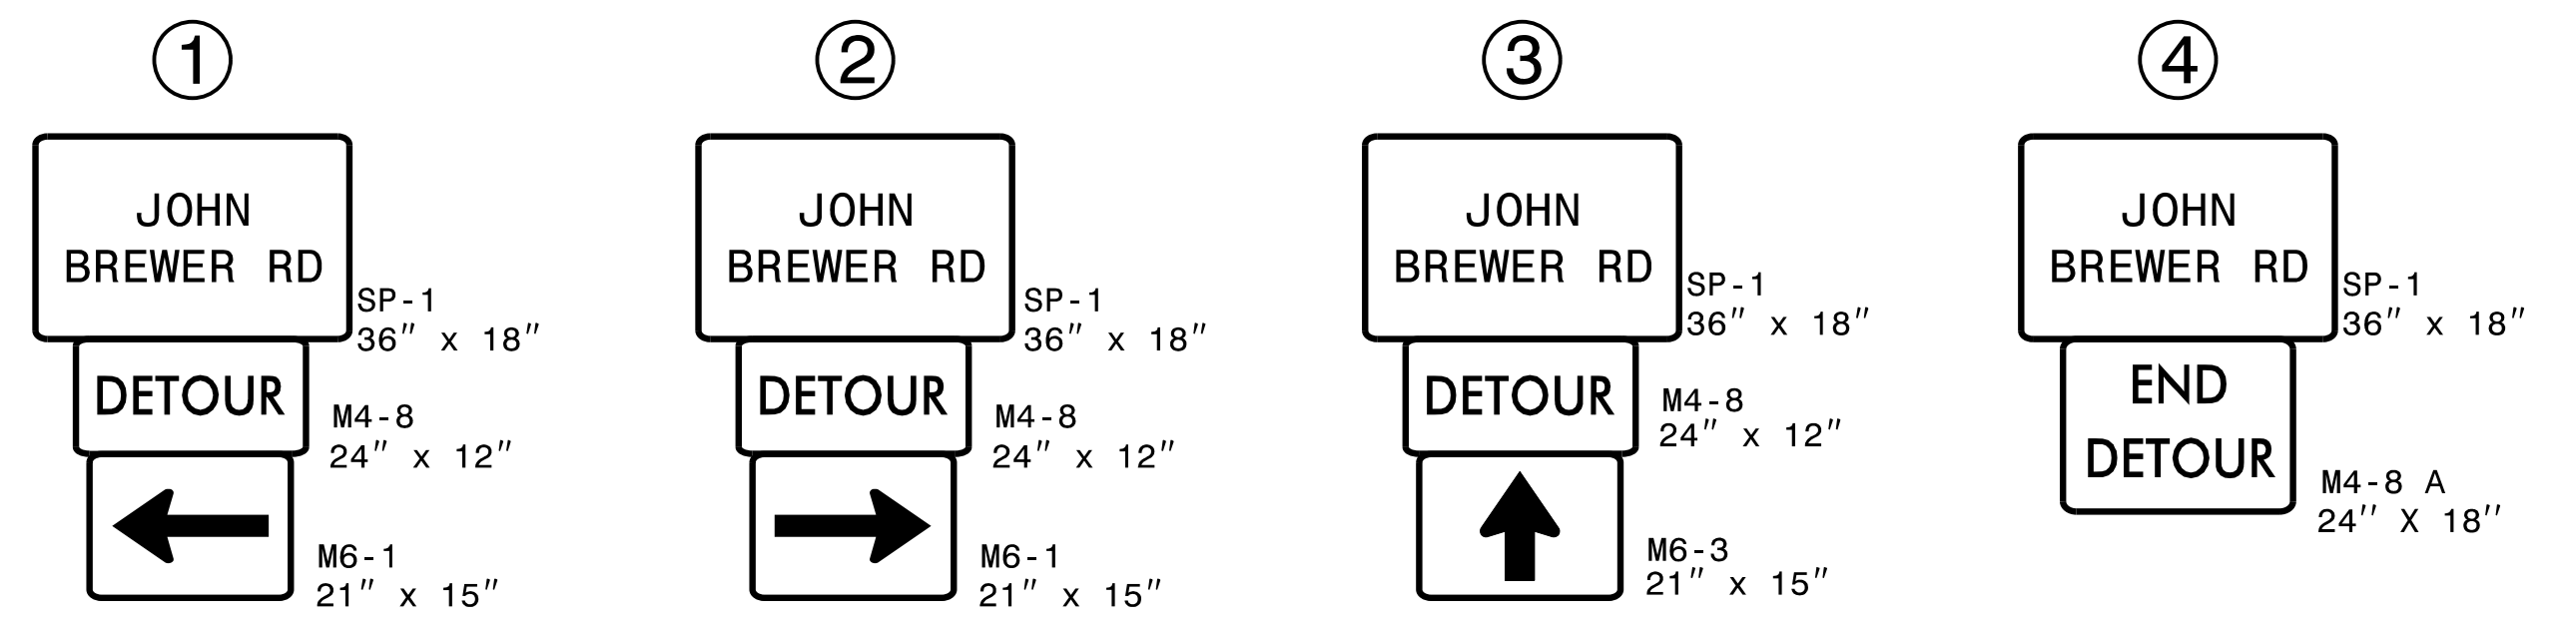 1
JOHN
BREWER RD
SP-1
36" x 18"
DETOUR
M4-8
24" x 12"
M6-1
21" x 15"
2
JOHN
BREWER RD
SP-1
36" x 18"
DETOUR
M4-8
24" x 12"
M6-1
21" x 15"
3
JOHN
BREWER RD
SP-1
36" x 18"
DETOUR
M4-8
24" x 12"
M6-3
21" x 15"
4
JOHN
BREWER RD
SP-1
36" x 18"
END
DETOUR
M4-8 A
24" X 18"